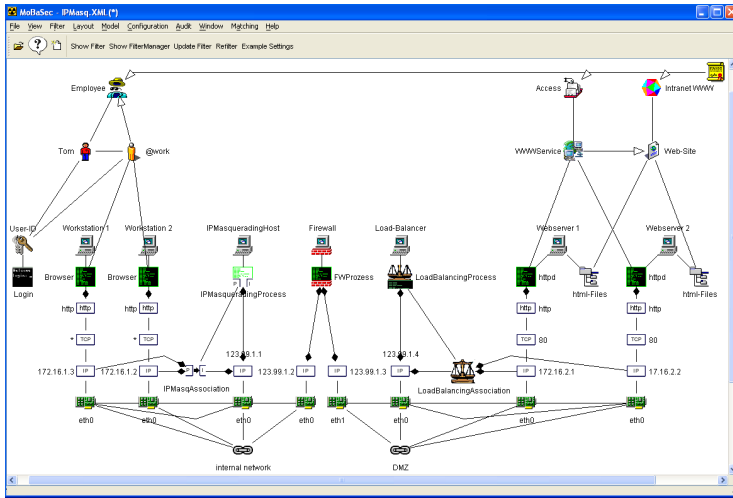 MoBaSec - IPMasq.XML (*)
File View Filter Layout Model Configuration Audit Window Matching Help
Show Filter Show FilterManager Update Filter Refilter Example Settings
Employee Access Intranet WWW
Tom @work WWWService Web-Site
User-ID Workstation 1 Workstation 2 IPMasqueradingHost Firewall Load-Balancer Webserver 1 Webserver 2
Browser Browser FWProzess LoadBalancingProcess httpd httpd
Login IPMasqueradingProcess html-Files html-Files
http http http http http http http http
* TCP * TCP TCP 80 TCP 80
123.99.1.1 123.99.1.4
172.16.1.3 IP 172.16.1.2 IP P I IP 123.99.1.2 IP IP 123.99.1.3 IP IP 172.16.2.1 IP 17.16.2.2
IPMasqAssociation LoadBalancingAssociation
eth0 eth0 eth0 eth0 eth1 eth0 eth0 eth0
internal network DMZ